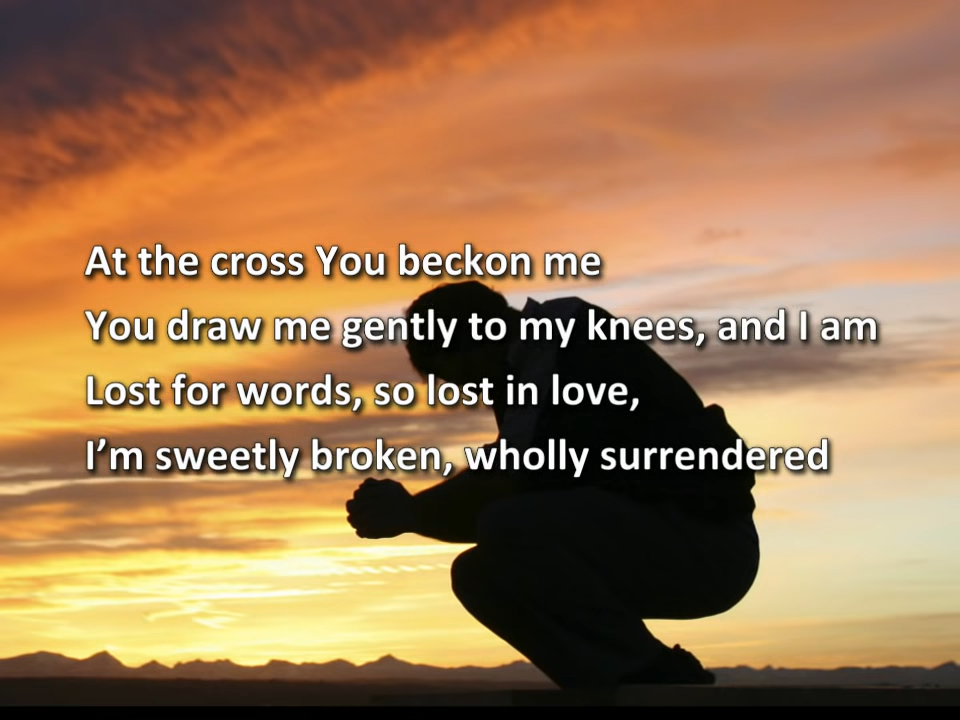 At the cross You beckon me
You draw me gently to my knees, and I am
Lost for words, so lost in love,
I’m sweetly broken, wholly surrendered